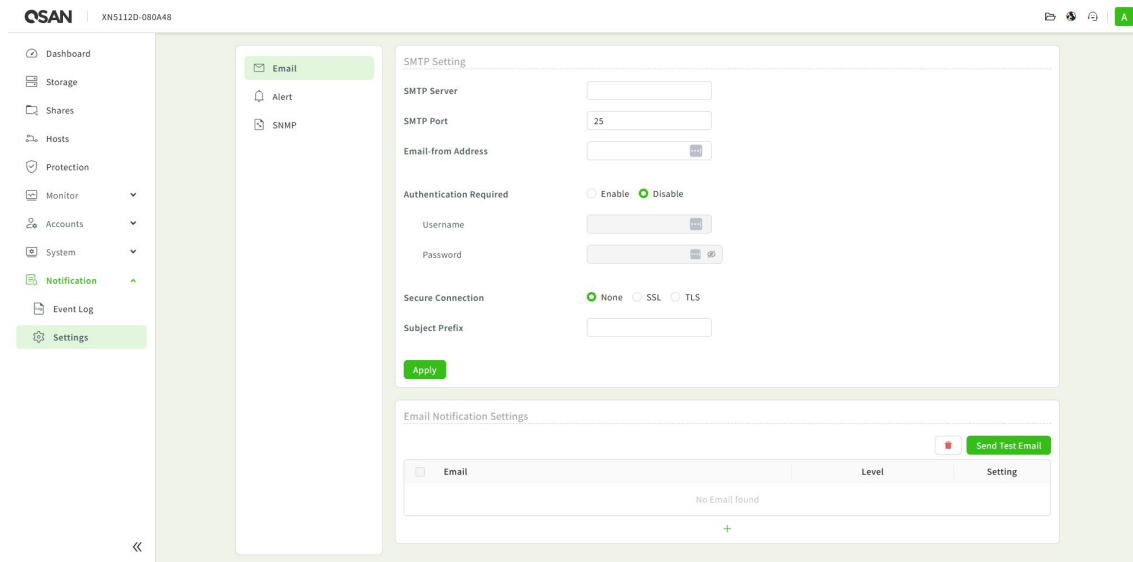 QSAN
XN5112D-080A48
A
Dashboard
Storage
Shares
Hosts
Protection
Monitor
Accounts
System
Notification
Event Log
Settings
Email
Alert
SNMP
SMTP Setting
SMTP Server
SMTP Port
25
Email-from Address
Authentication Required
Enable
Disable
Username
Password
Secure Connection
None
SSL
TLS
Subject Prefix
Apply
Email Notification Settings
Send Test Email
Email
Level
Setting
No Email found